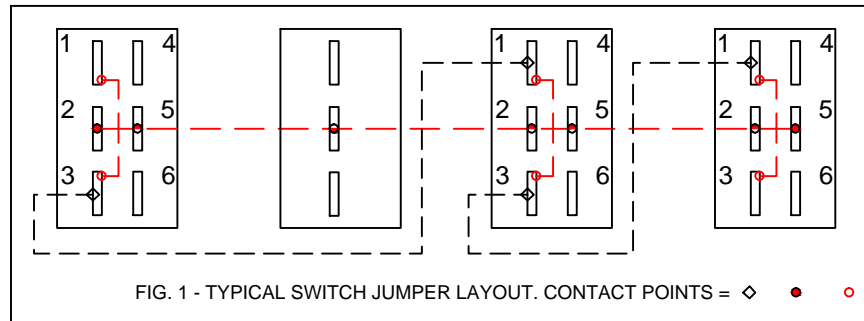 1 4 1 4 1 4
2 5 2 5 2 5
3 6 3 6 3 6
FIG. 1 - TYPICAL SWITCH JUMPER LAYOUT. CONTACT POINTS =